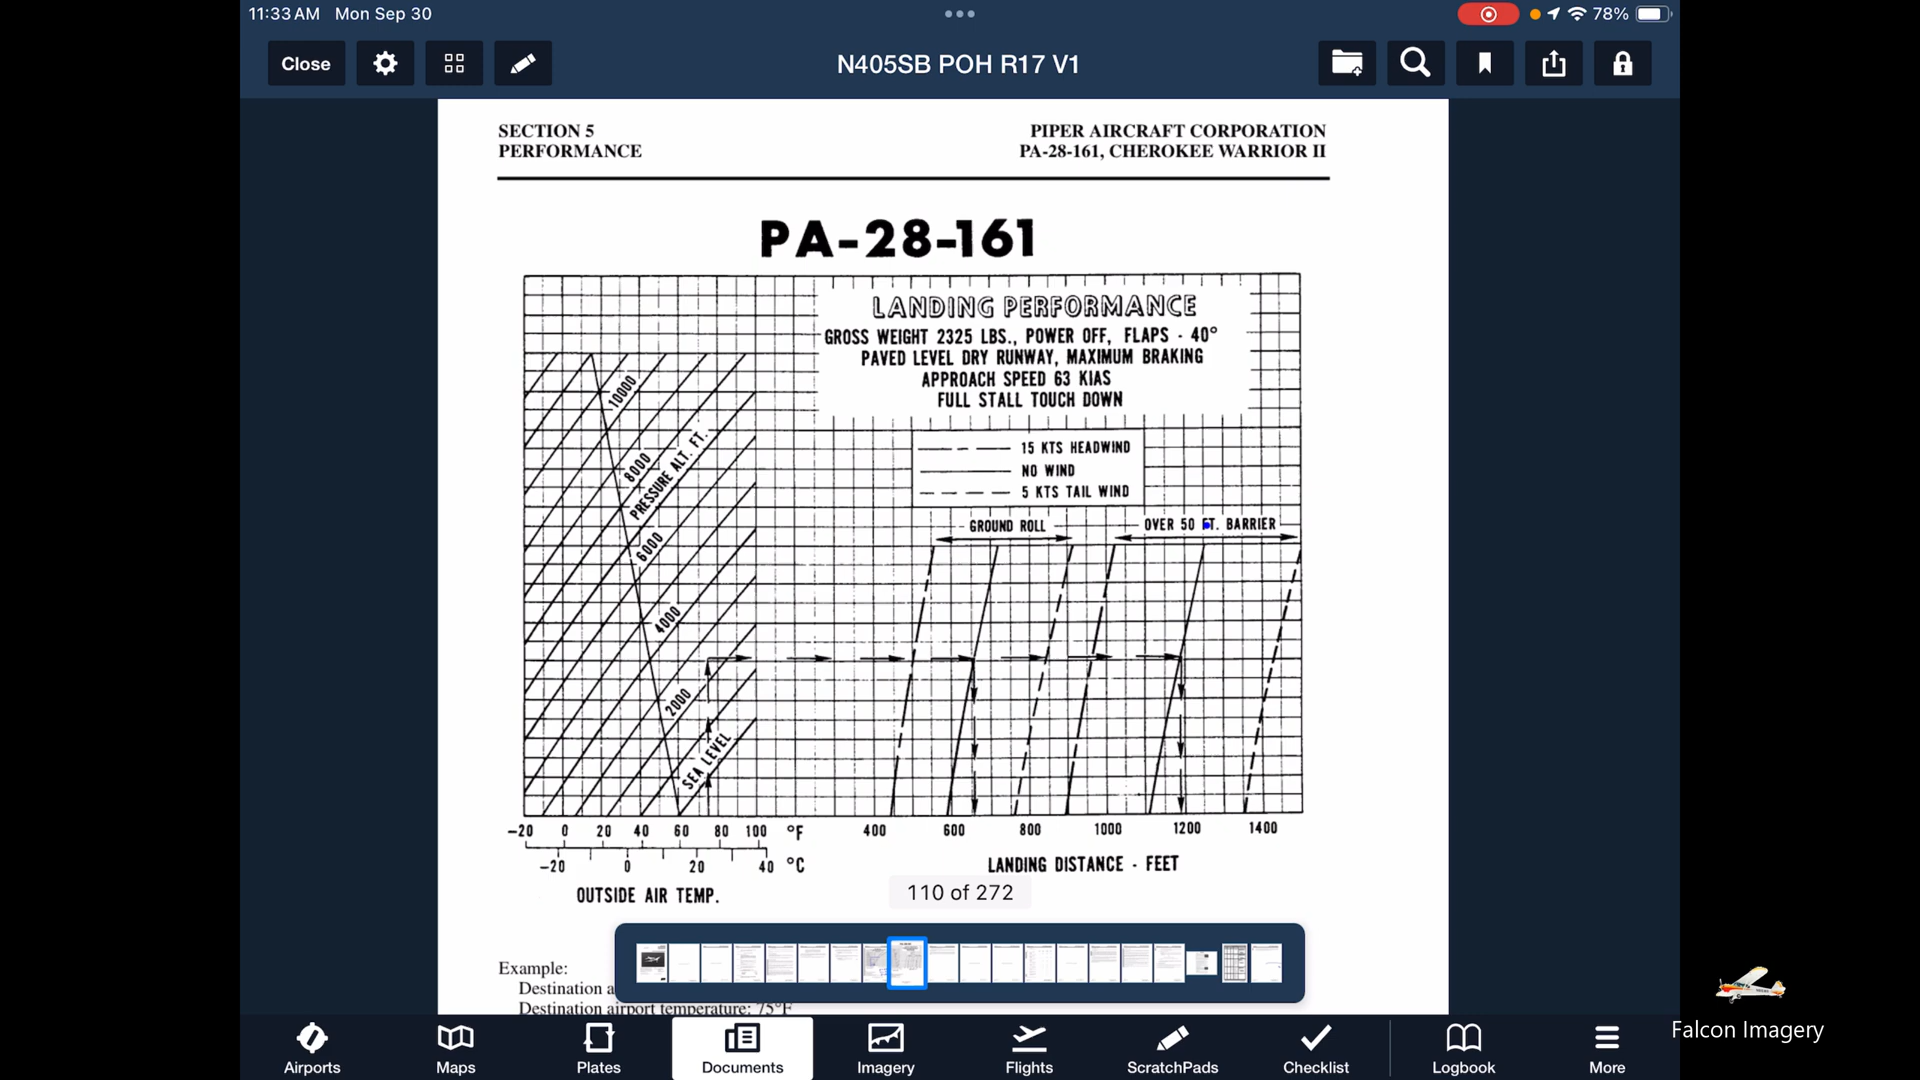 11:33 AM Mon Sep 30
78%
Close
N405SB POH R17 V1
SECTION 5
PERFORMANCE
PIPER AIRCRAFT CORPORATION
PA-28-161, CHEROKEE WARRIOR II
PA-28-161
LANDING PERFORMANCE
GROSS WEIGHT 2325 LBS., POWER OFF, FLAPS - 40°
PAVED LEVEL DRY RUNWAY, MAXIMUM BRAKING
APPROACH SPEED 63 KIAS
FULL STALL TOUCH DOWN
15 KTS HEADWIND
NO WIND
5 KTS TAIL WIND
GROUND ROLL
OVER 50 FT. BARRIER
10000
8000
PRESSURE ALT. FT.
6000
4000
2000
SEA LEVEL
-20 0 20 40 60 80 100 °F
400 600 800 1000 1200 1400
-20 0 20 40 °C
LANDING DISTANCE - FEET
OUTSIDE AIR TEMP.
110 of 272
Example:
Destination a
Destination airport temperature: 75°F
Airports
Maps
Plates
Documents
Imagery
Flights
ScratchPads
Checklist
Logbook
More
Falcon Imagery